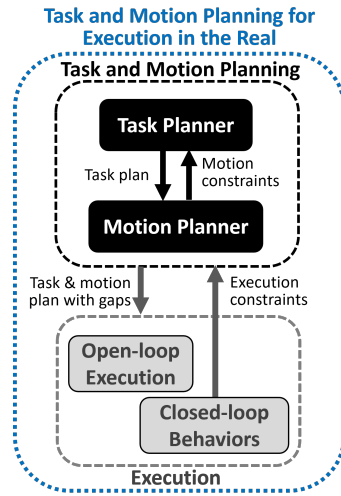 Task and Motion Planning for
Execution in the Real
Task and Motion Planning
Task Planner
Task plan
Motion
constraints
Motion Planner
Task & motion
plan with gaps
Execution
constraints
Open-loop
Execution
Closed-loop
Behaviors
Execution